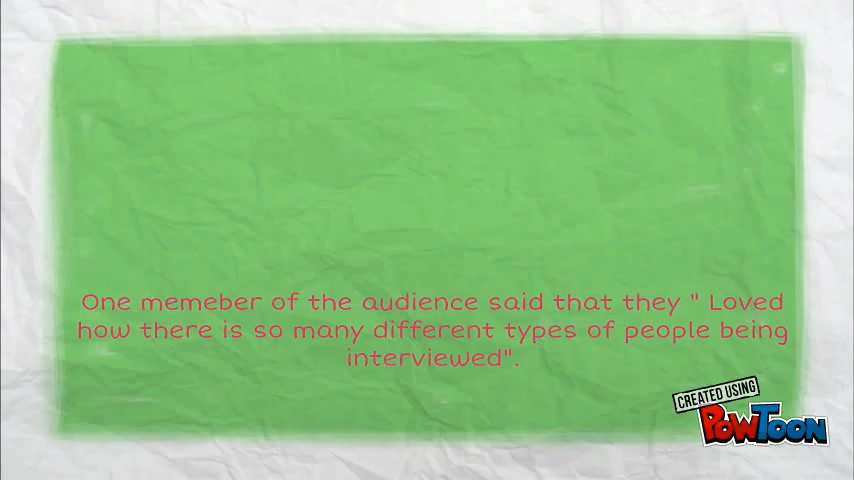 One memeber of the audience said that they " Loved
how there is so many different types of people being
interviewed".
CREATED USING
POWTOON